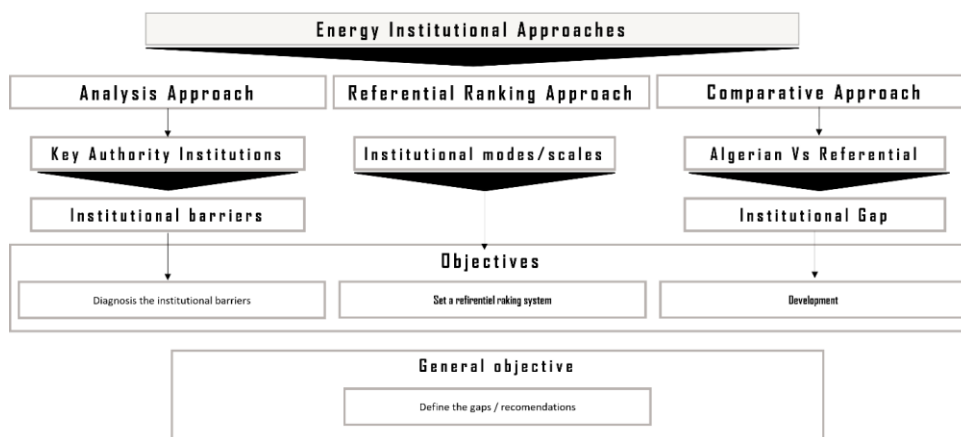 Energy Institutional Approaches
Analysis Approach
Referential Ranking Approach
Comparative Approach
Key Authority Institutions
Institutional modes/scales
Algerian Vs Referential
Institutional barriers
Institutional Gap
Objectives
Diagnosis the institutional barriers
Set a refirentiel raking system
Development
General objective
Define the gaps / recomendations